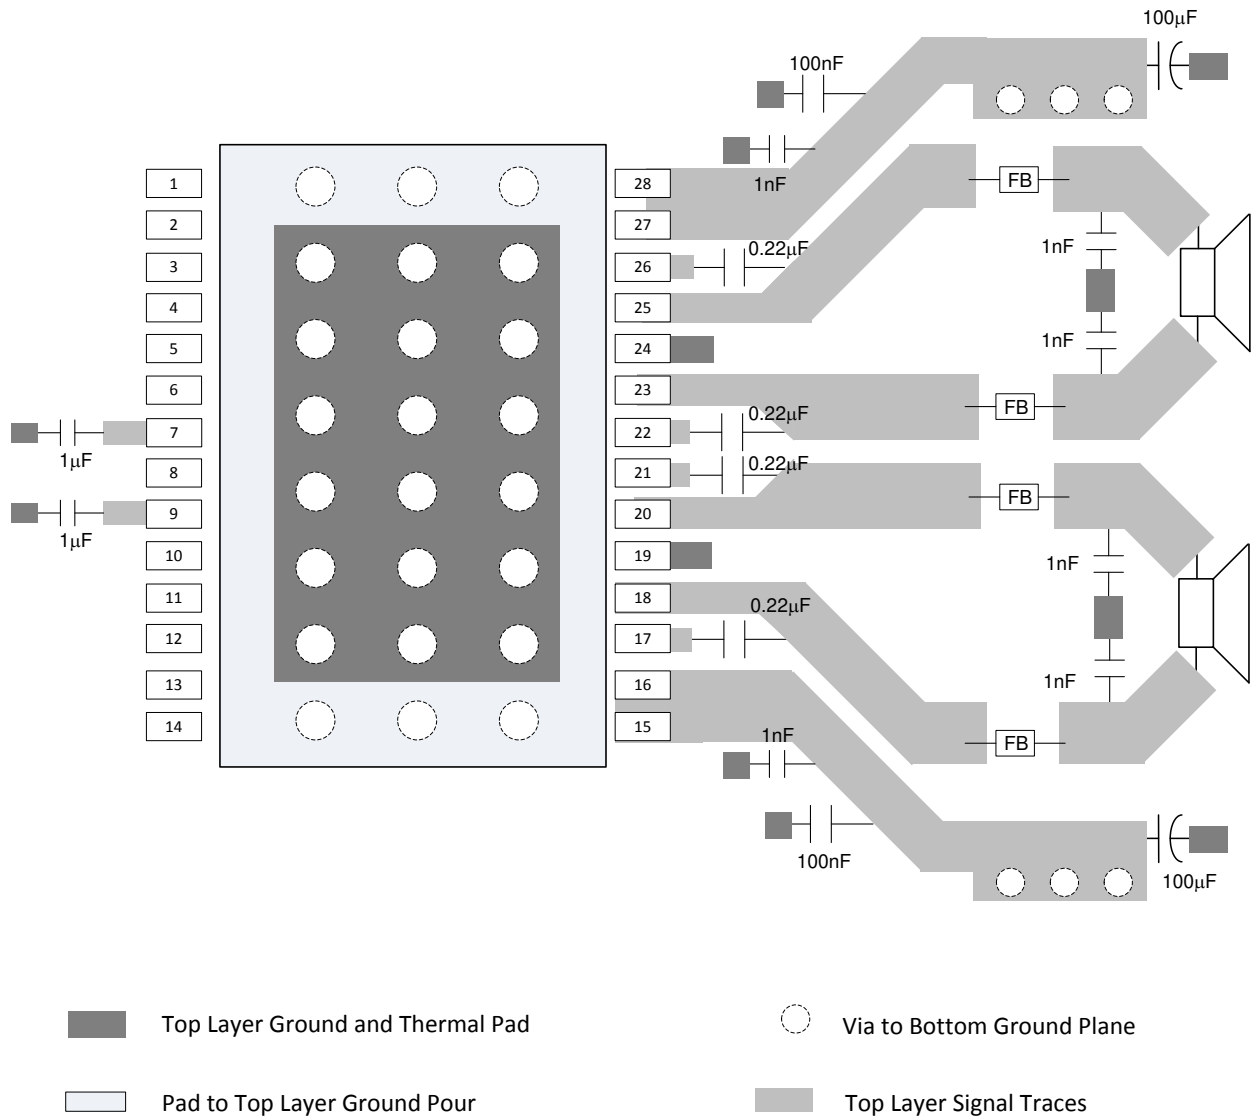 100µF
100nF
1nF
1
28
FB
2
27
1nF
0.22µF
3
26
4
25
5
24
1nF
6
23
0.22µF
FB
7
22
1µF
0.22µF
8
21
FB
9
20
1µF
10
19
1nF
11
18
0.22µF
12
17
13
16
1nF
14
15
1nF
FB
100nF
100µF
Top Layer Ground and Thermal Pad
Via to Bottom Ground Plane
Pad to Top Layer Ground Pour
Top Layer Signal Traces